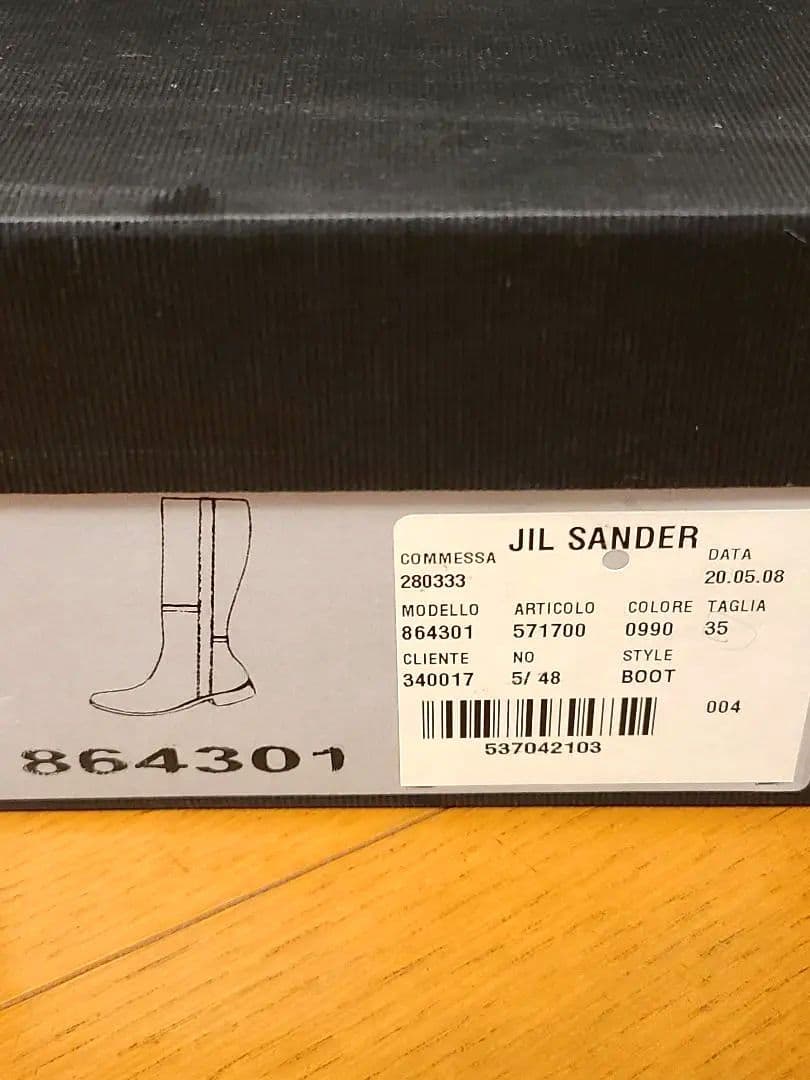 JIL SANDER
COMMESSA DATA
280333 20.05.08
MODELLO ARTICOLO COLORE TAGLIA
864301 571700 0990 35
CLIENTE NO STYLE
340017 5/ 48 BOOT
004
537042103
864301